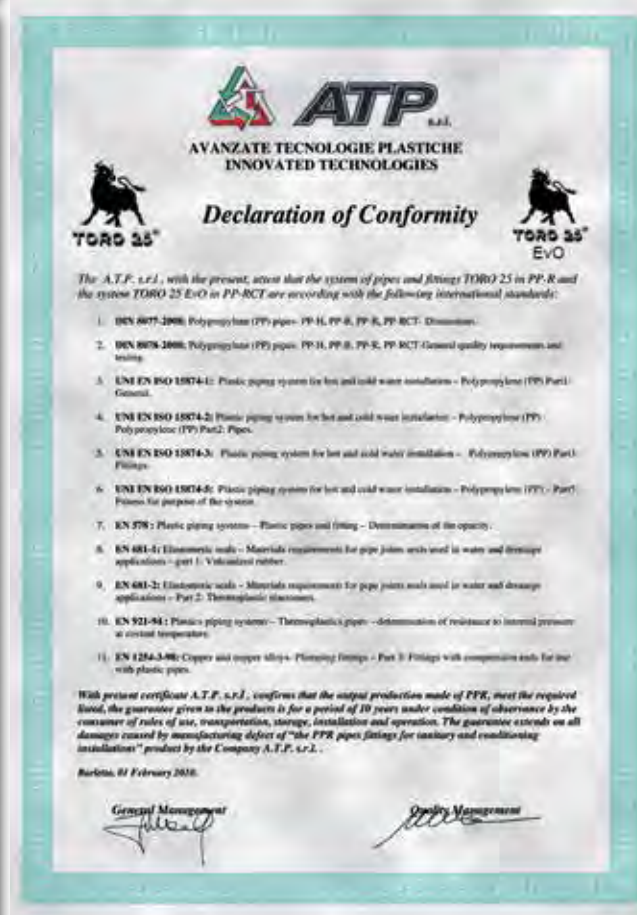 ATP s.r.l.
AVANZATE TECNOLOGIE PLASTICHE
INNOVATED TECHNOLOGIES
TORO 25®
Declaration of Conformity
TORO 25®
EvO
The A.T.P. s.r.l., with the present, attest that the system of pipes and fittings TORO 25 in PP-R and
the system TORO 25 EvO in PP-RCT are according with the following international standards:
1. DIN 8077-2008: Polypropylene (PP) pipes- PP-H, PP-B, PP-R, PP-RCT- Dimensions.
2. DIN 8078-2008: Polypropylene (PP) pipes- PP-H, PP-B, PP-R, PP-RCT-General quality requirements and
testing.
3. UNI EN ISO 15874-1: Plastic piping system for hot and cold water installation – Polypropylene (PP) Part1:
General.
4. UNI EN ISO 15874-2: Plastic piping system for hot and cold water installation – Polypropylene (PP)
Polypropylene (PP) Part2: Pipes.
5. UNI EN ISO 15874-3: Plastic piping system for hot and cold water installation – Polypropylene (PP) Part3:
Fittings.
6. UNI EN ISO 15874-5: Plastic piping system for hot and cold water installation – Polypropylene (PP) - Part5:
Fitness for purpose of the system.
7. EN 578 : Plastic piping systems – Plastic pipes and fitting – Determination of the opacity.
8. EN 681-1: Elastomeric seals – Materials requirements for pipe joints seals used in water and drainage
applications – part 1: Vulcanized rubber.
9. EN 681-2: Elastomeric seals – Materials requirements for pipe joints seals used in water and drainage
applications – Part 2: Thermoplastic elastomers.
10. EN 921-94 : Plastics piping systems – Thermoplastics pipes –determination of resistance to internal pressure
at costant temperature.
11. EN 1254-3-98: Copper and copper alloys- Plumping fittings – Part 3: Fittings with compression ends for use
with plastic pipes.
With present certificate A.T.P. s.r.l., confirms that the output production made of PPR, meet the required
listed, the guarantee given to the products is for a period of 10 years under condition of observance by the
consumer of rules of use, transportation, storage, installation and operation. The guarantee extends on all
damages caused by manufacturing defect of "the PPR pipes fittings for sanitary and conditioning
installations" product by the Company A.T.P. s.r.l. .
Barletta, 01 February 2010.
General Management
Quality Management